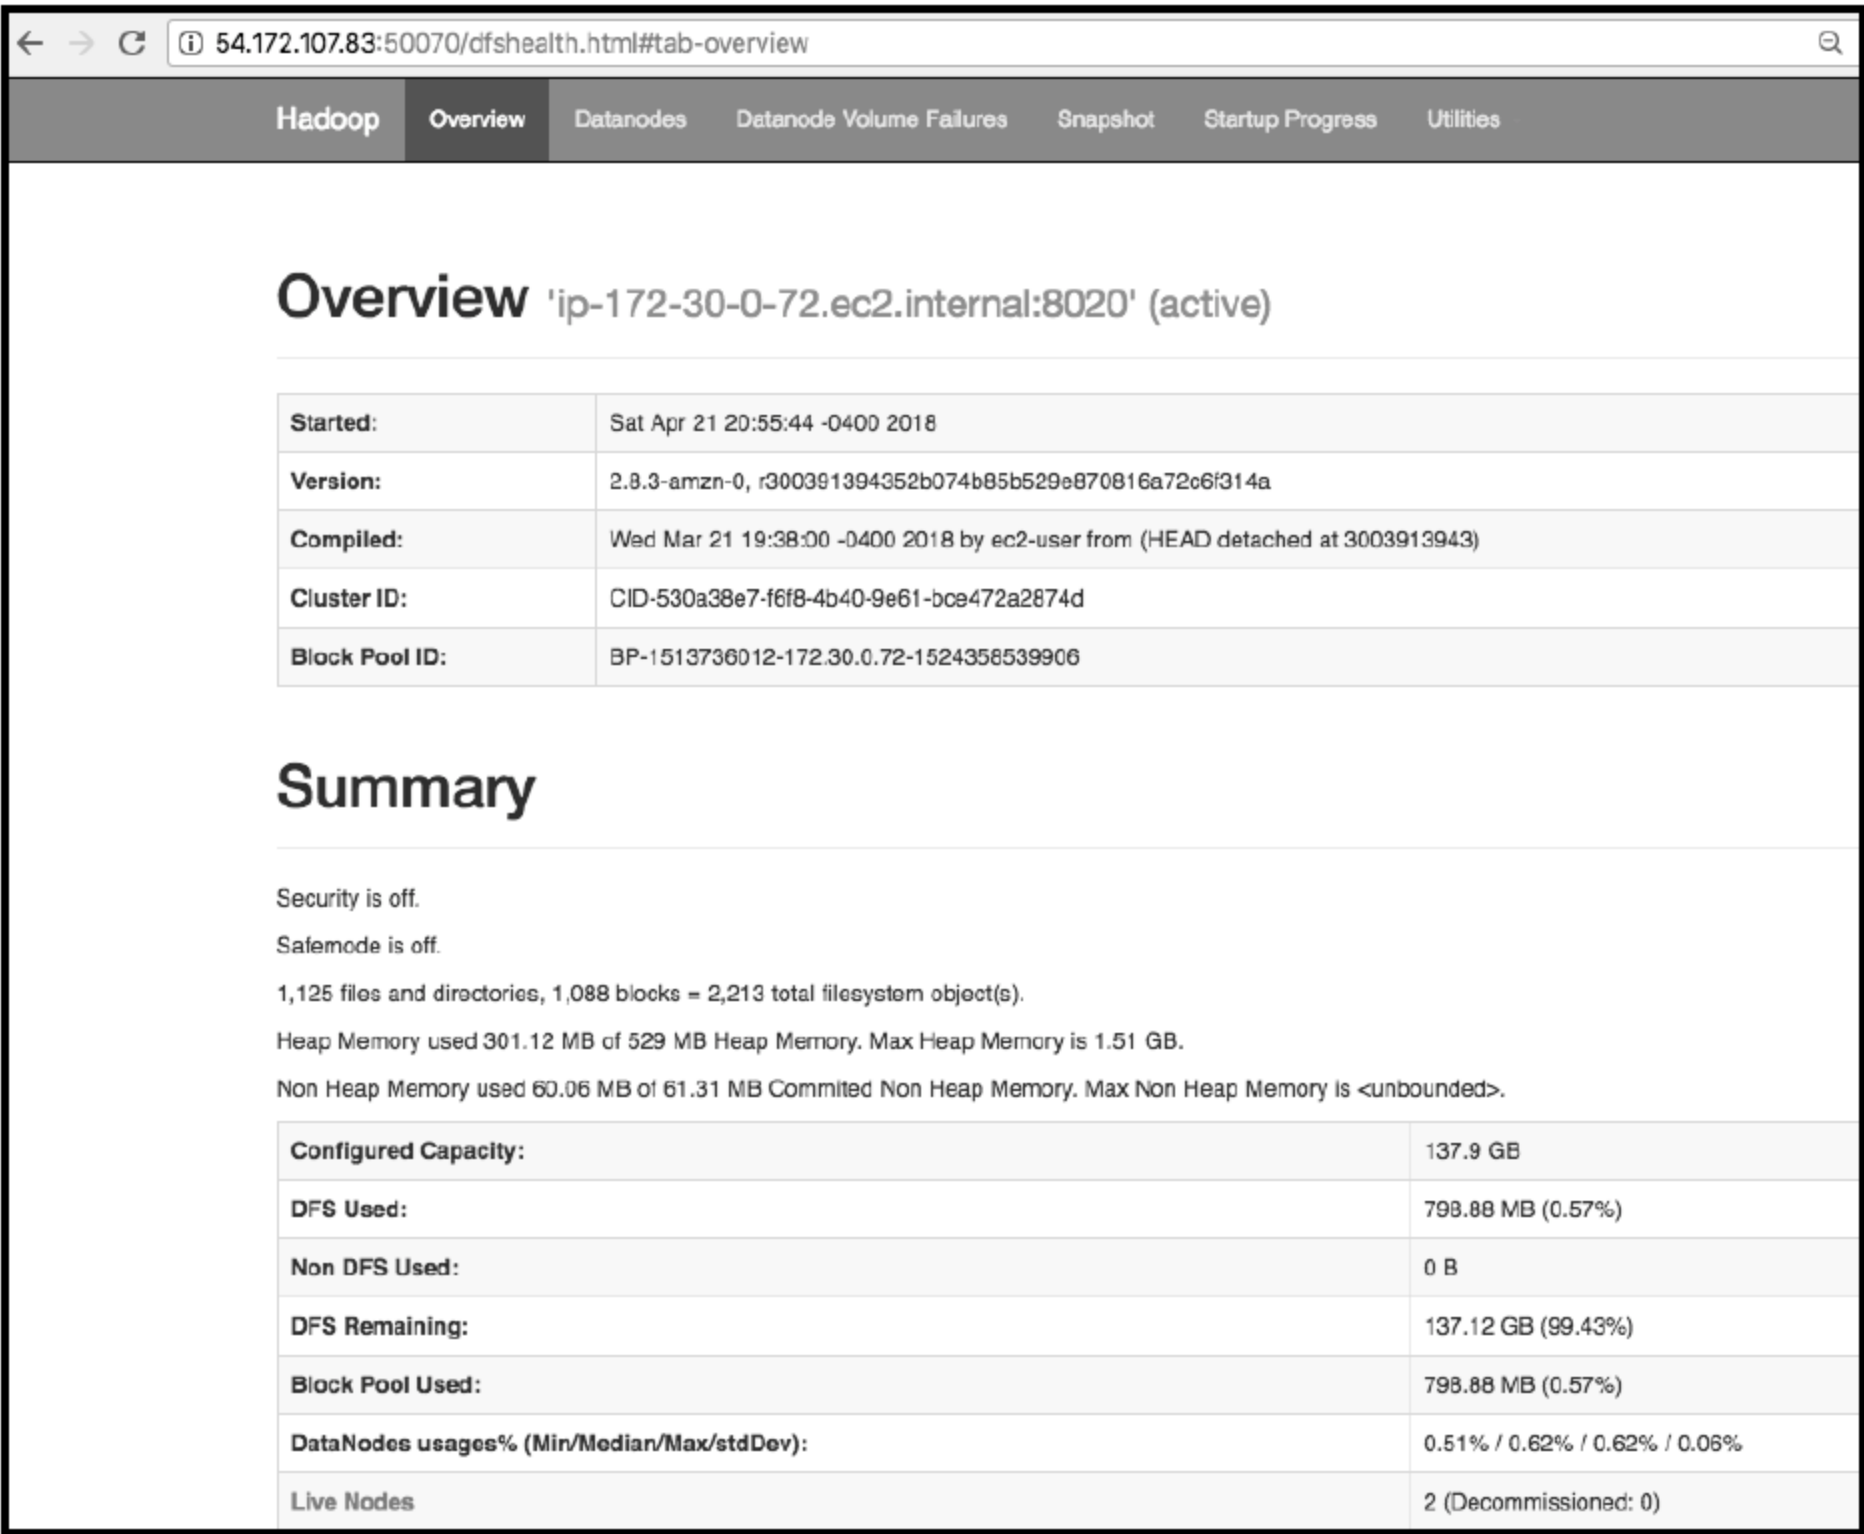 54.172.107.83:50070/dfshealth.html#tab-overview
Hadoop Overview Datanodes Datanode Volume Failures Snapshot Startup Progress Utilities
Overview 'ip-172-30-0-72.ec2.internal:8020' (active)
Started: Sat Apr 21 20:55:44 -0400 2018
Version: 2.8.3-amzn-0, r300391394352b074b85b529e870816a72c6f314a
Compiled: Wed Mar 21 19:38:00 -0400 2018 by ec2-user from (HEAD detached at 3003913943)
Cluster ID: CID-530a38e7-f6f8-4b40-9e61-bce472a2874d
Block Pool ID: BP-1513736012-172.30.0.72-1524358539906
Summary
Security is off.
Safemode is off.
1,125 files and directories, 1,088 blocks = 2,213 total filesystem object(s).
Heap Memory used 301.12 MB of 529 MB Heap Memory. Max Heap Memory is 1.51 GB.
Non Heap Memory used 60.06 MB of 61.31 MB Commited Non Heap Memory. Max Non Heap Memory is <unbounded>.
Configured Capacity: 137.9 GB
DFS Used: 798.88 MB (0.57%)
Non DFS Used: 0 B
DFS Remaining: 137.12 GB (99.43%)
Block Pool Used: 798.88 MB (0.57%)
DataNodes usages% (Min/Median/Max/stdDev): 0.51% / 0.62% / 0.62% / 0.06%
Live Nodes 2 (Decommissioned: 0)